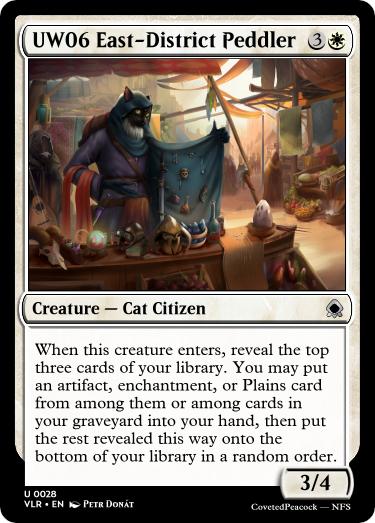 UW06 East-District Peddler 3
Creature — Cat Citizen
When this creature enters, reveal the top
three cards of your library. You may put
an artifact, enchantment, or Plains card
from among them or among cards in
your graveyard into your hand, then put
the rest revealed this way onto the
bottom of your library in a random order.
3/4
U 0028
VLR • EN Petr Donát
CovetedPeacock — NFS